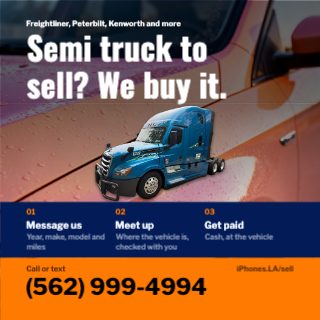 Freightliner, Peterbilt, Kenworth and more
Semi truck to
sell? We buy it.
01
Message us
Year, make, model and
miles
02
Meet up
Where the vehicle is,
checked with you
03
Get paid
Cash, at the vehicle
Call or text
(562) 999-4994
iPhones.LA/sell